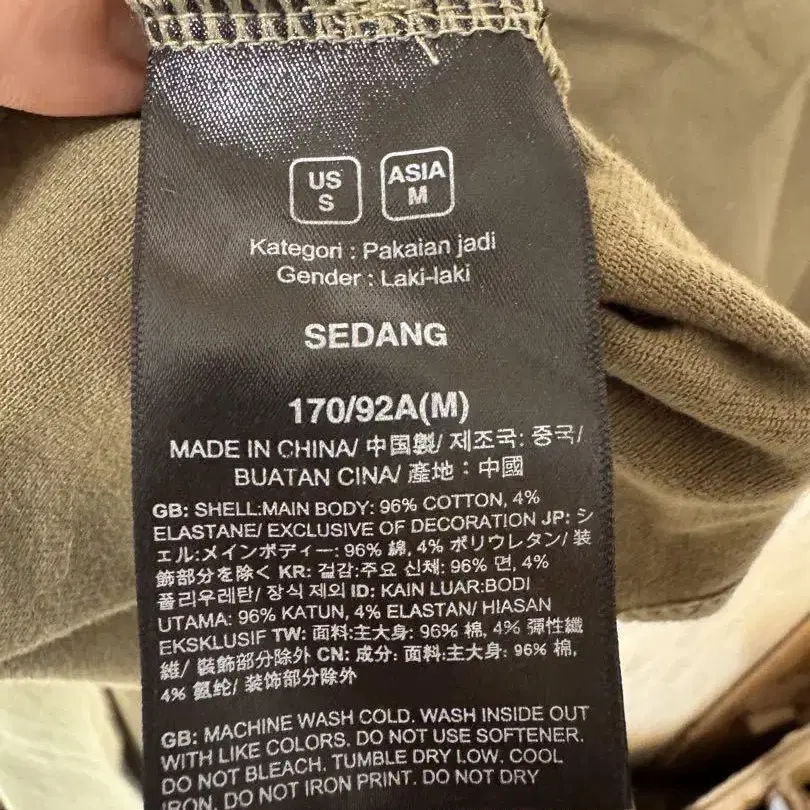 US
S
ASIA
M
Kategori : Pakaian jadi
Gender : Laki-laki
SEDANG
170/92A(M)
MADE IN CHINA/ 中国製/ 제조국: 중국/
BUATAN CINA/ 產地：中國
GB: SHELL:MAIN BODY: 96% COTTON, 4%
ELASTANE/ EXCLUSIVE OF DECORATION JP: シ
ェル:メインボディー: 96% 綿, 4% ポリウレタン/ 装
飾部分を除く KR: 겉감:주요 신체: 96% 면, 4%
폴리우레탄/ 장식 제외 ID: KAIN LUAR:BODI
UTAMA: 96% KATUN, 4% ELASTAN/ HIASAN
EKSKLUSIF TW: 面料:主大身: 96% 棉, 4% 彈性纖
維/ 裝飾部分除外 CN: 成分: 面料:主大身: 96% 棉,
4% 氨纶/ 装饰部分除外
GB: MACHINE WASH COLD. WASH INSIDE OUT
WITH LIKE COLORS. DO NOT USE SOFTENER.
DO NOT BLEACH. TUMBLE DRY LOW. COOL
IRON. DO NOT IRON PRINT. DO NOT DRY